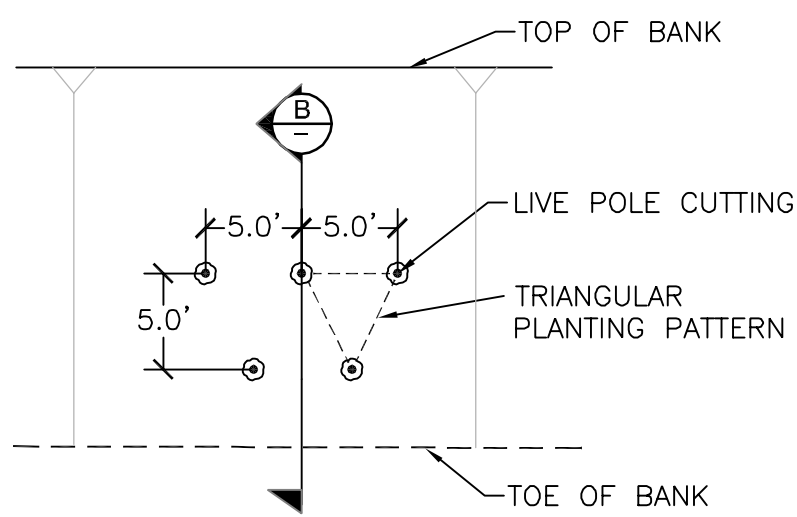 TOP OF BANK
B
–
5.0' 5.0'
LIVE POLE CUTTING
TRIANGULAR
PLANTING PATTERN
5.0'
TOE OF BANK